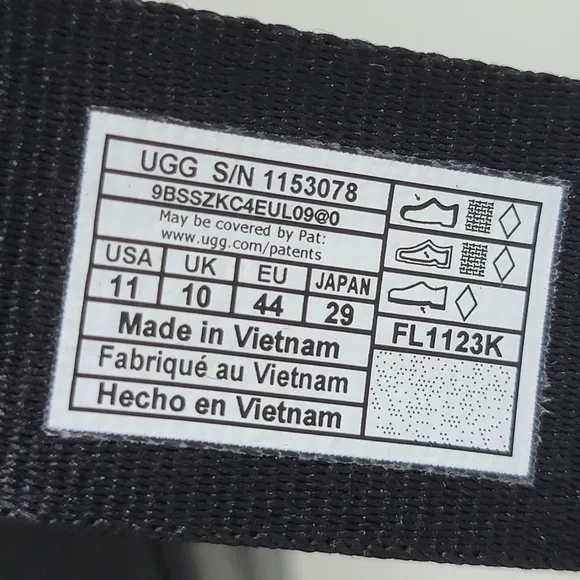 UGG S/N 1153078
9BSSZKC4EUL09@0
May be covered by Pat:
www.ugg.com/patents
USA UK EU JAPAN
11 10 44 29
Made in Vietnam
Fabriqué au Vietnam
Hecho en Vietnam
FL1123K